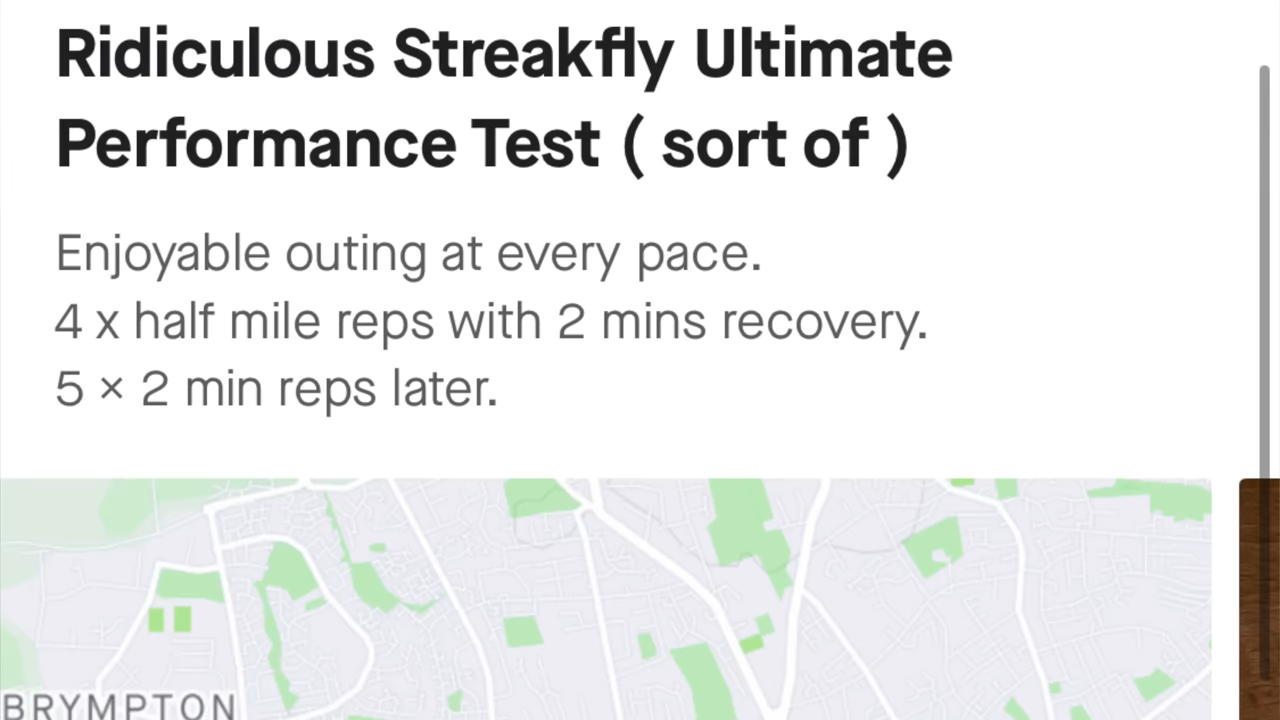 Ridiculous Streakfly Ultimate
Performance Test ( sort of )
Enjoyable outing at every pace.
4 x half mile reps with 2 mins recovery.
5 × 2 min reps later.
BRYMPTON